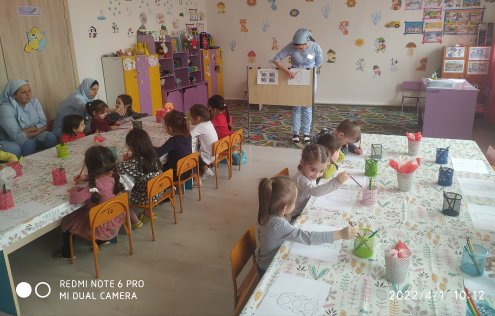 REDMI NOTE 6 PRO
MI DUAL CAMERA
2022/4/1 10:12